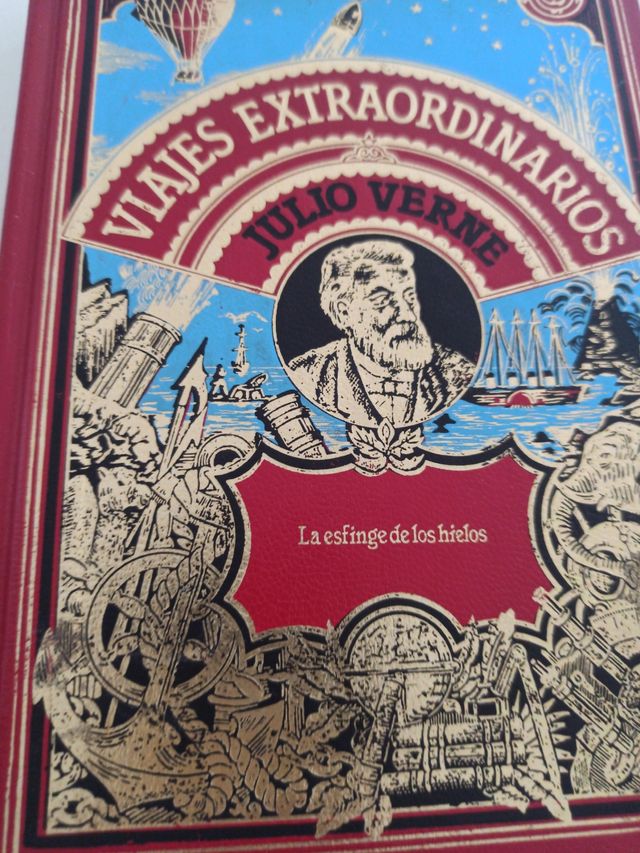 VIAJES EXTRAORDINARIOS
JULIO VERNE
La esfinge de los hielos